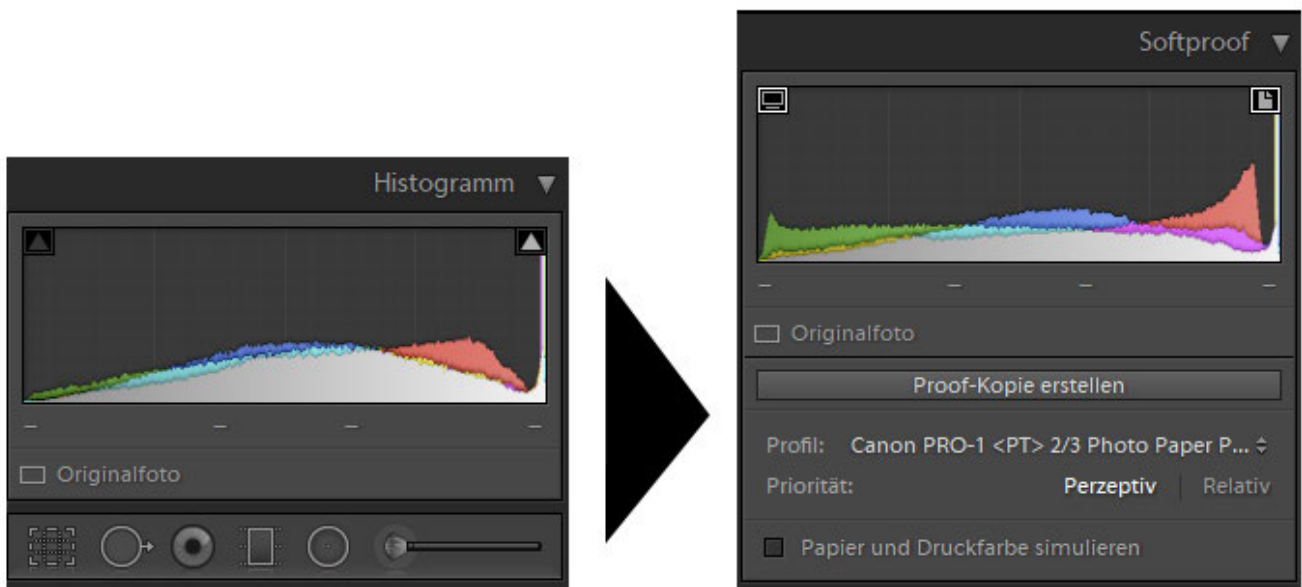 Histogramm
Originalfoto
Softproof
Originalfoto
Proof-Kopie erstellen
Profil: Canon PRO-1 <PT> 2/3 Photo Paper P...
Priorität: Perzeptiv Relativ
Papier und Druckfarbe simulieren